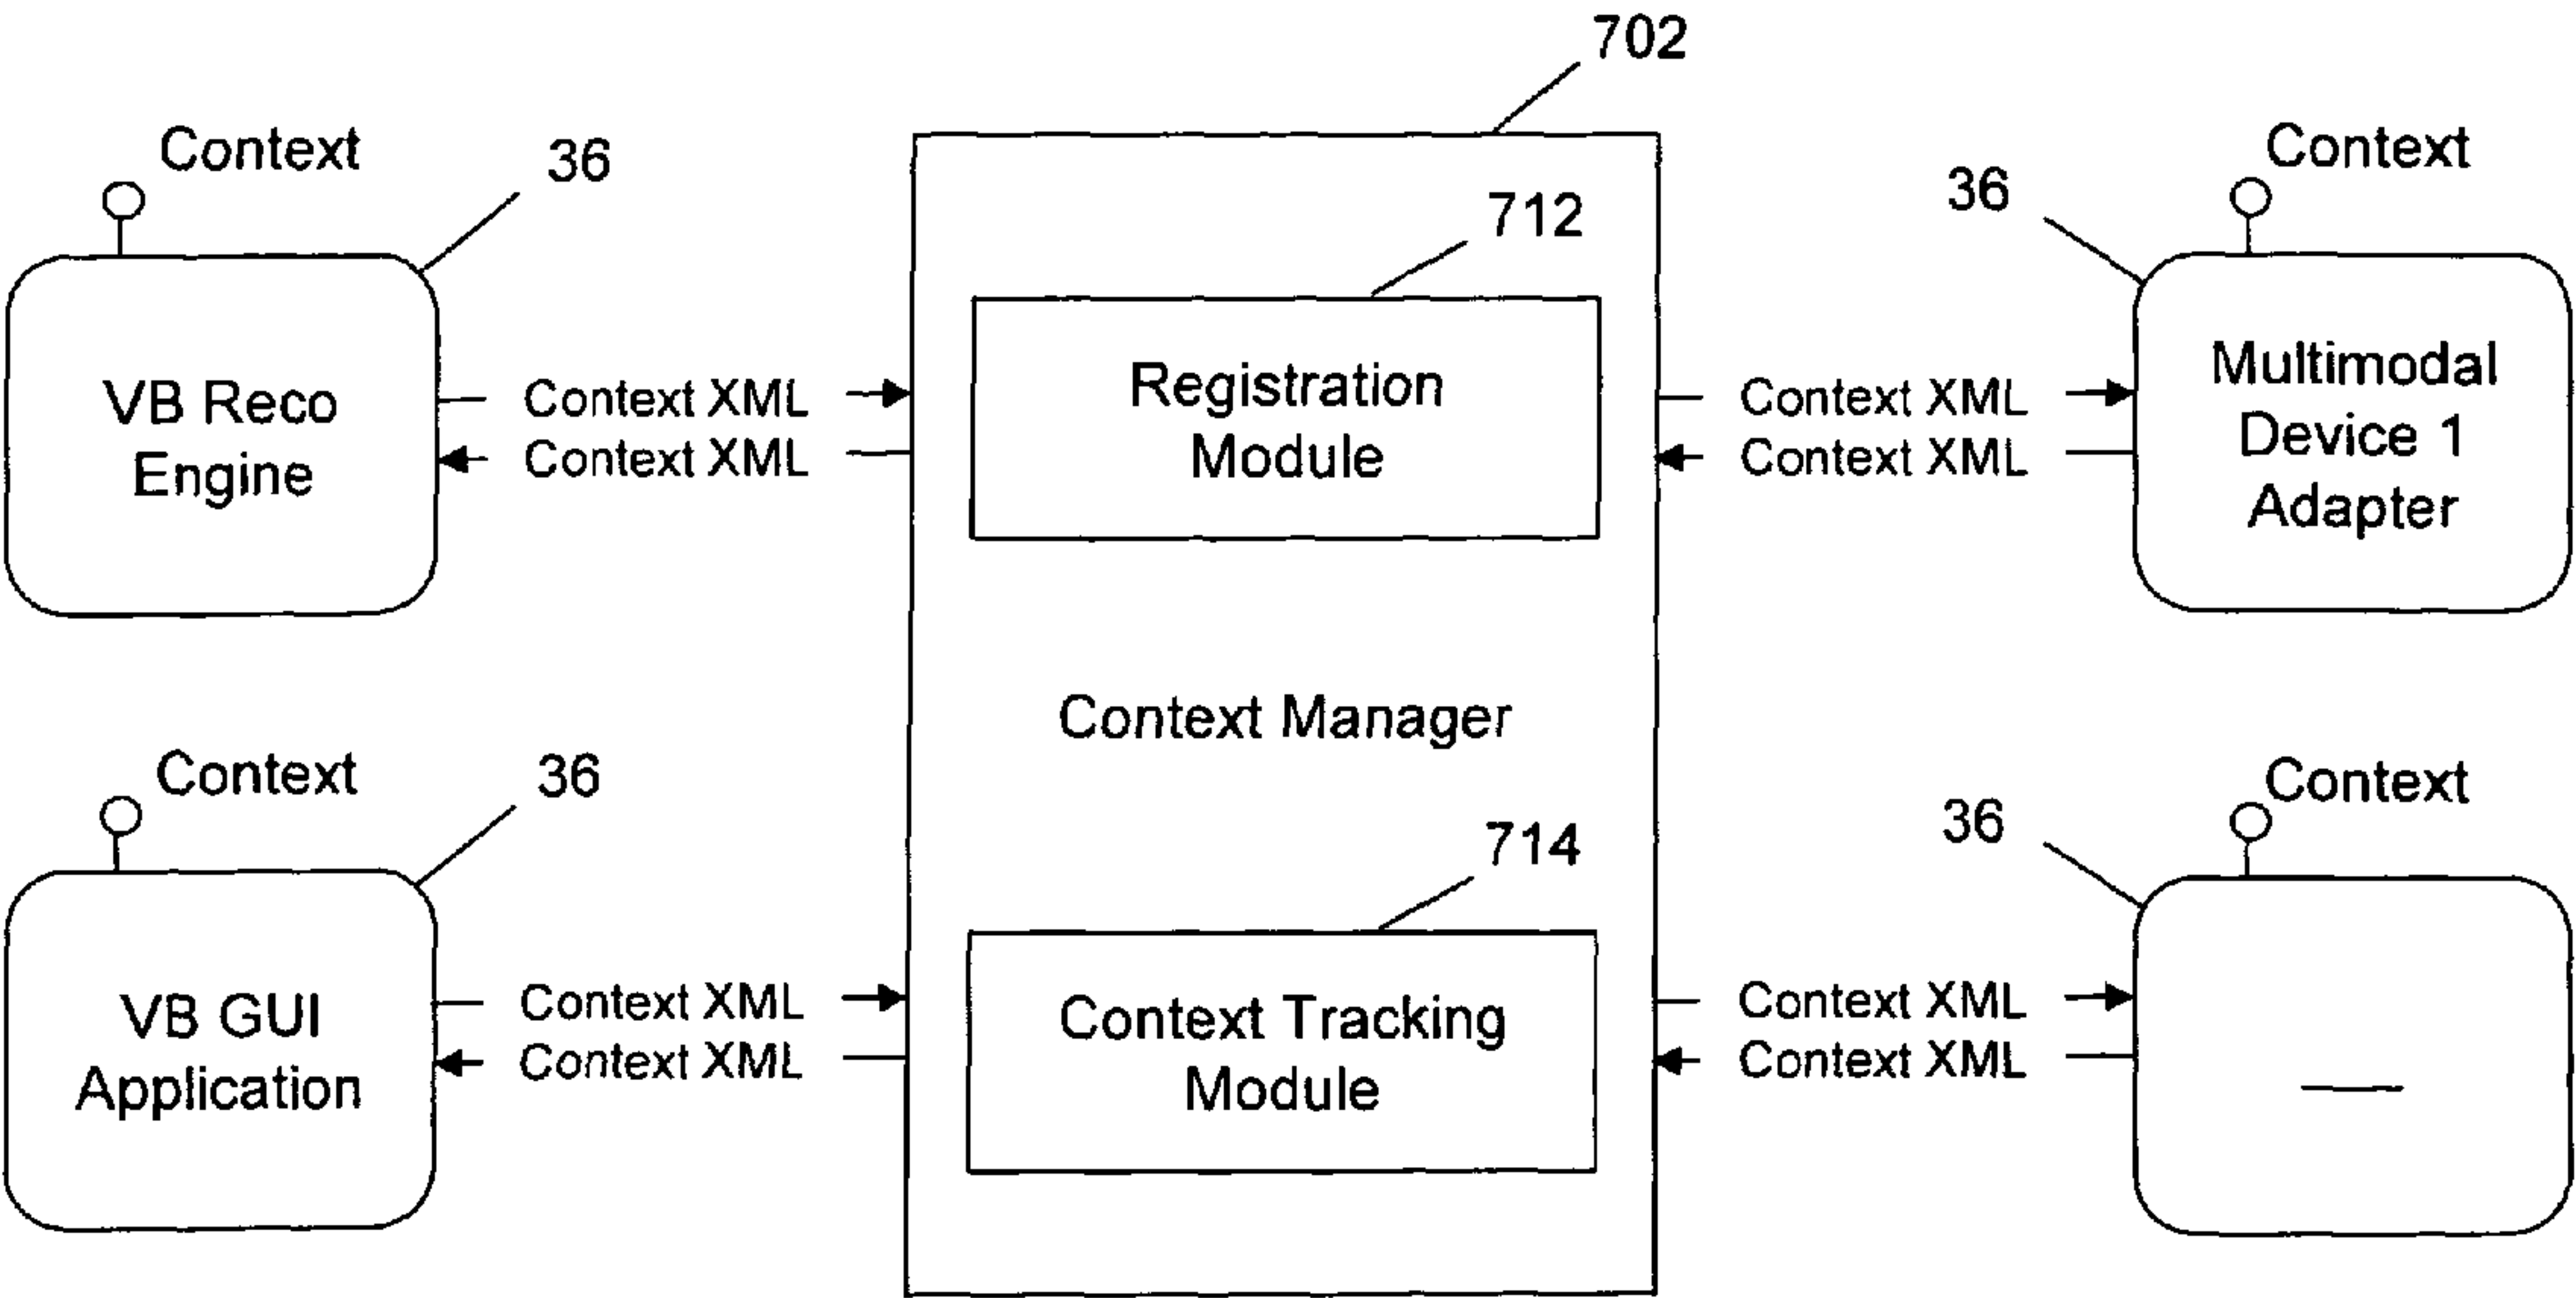 702
Context
36
712
Context
36
VB Reco
Engine
Context XML
Context XML
Registration
Module
Context XML
Context XML
Multimodal
Device 1
Adapter
Context Manager
Context
36
714
Context
36
VB GUI
Application
Context XML
Context XML
Context Tracking
Module
Context XML
Context XML